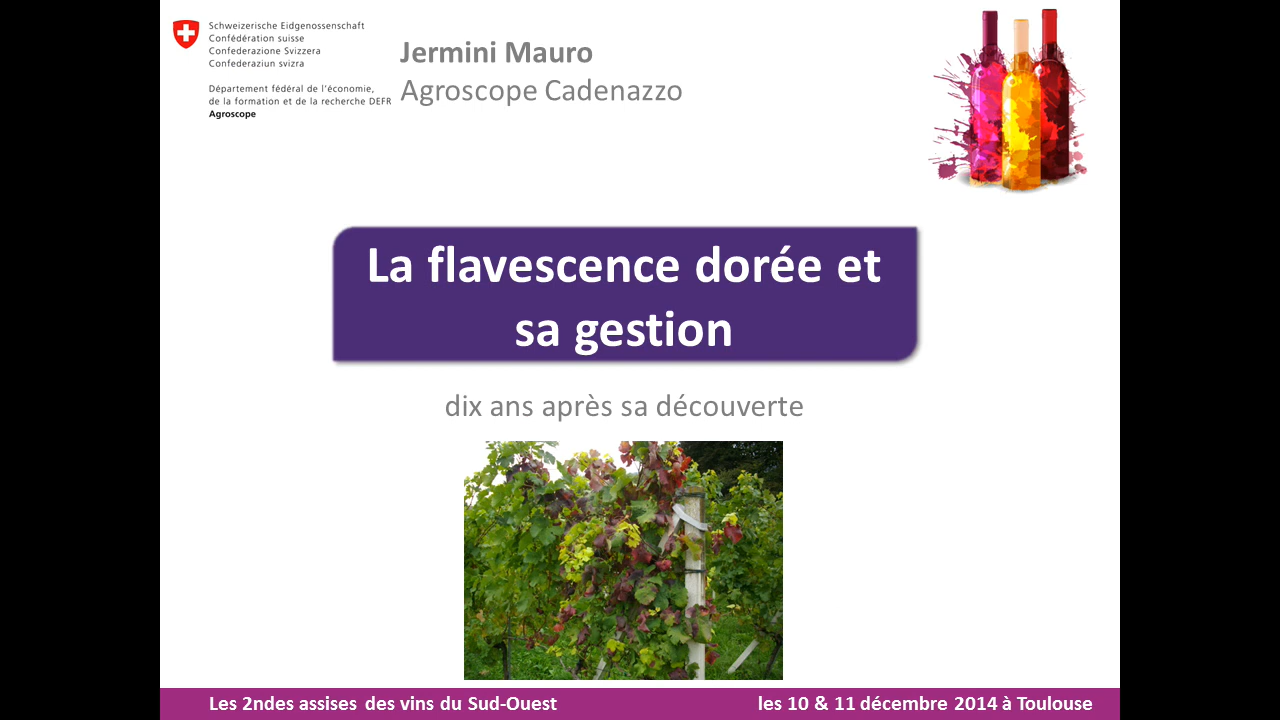 Schweizerische Eidgenossenschaft
Confédération suisse
Confederazione Svizzera
Confederaziun svizra
Département fédéral de l'économie,
de la formation et de la recherche DEFR
Agroscope
Jermini Mauro
Agroscope Cadenazzo
La flavescence dorée et
sa gestion
dix ans après sa découverte
Les 2ndes assises des vins du Sud-Ouest
les 10 & 11 décembre 2014 à Toulouse